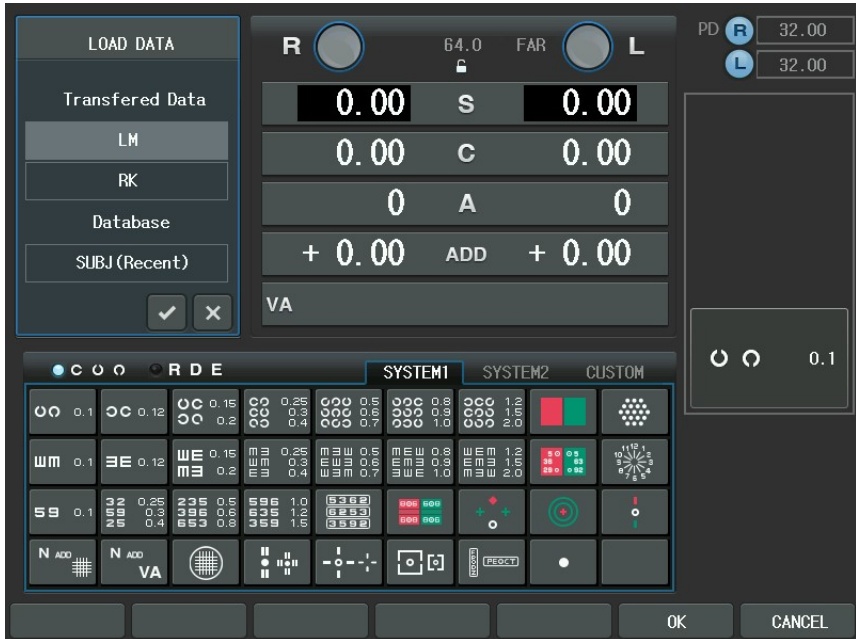 LOAD DATA
Transfered Data
LM
RK
Database
SUBJ(Recent)
R 64.0 FAR L
0.00 S 0.00
0.00 C 0.00
0 A 0
+ 0.00 ADD + 0.00
VA
PD R 32.00
L 32.00
0.1
C R D E
SYSTEM1 SYSTEM2 CUSTOM
0.1
0.12
0.15
0.2
0.25
0.3
0.4
0.5
0.6
0.7
0.8
0.9
1.0
1.2
1.5
2.0
0.1
0.12
0.15
0.2
0.25
0.3
0.4
0.5
0.6
0.7
0.8
0.9
1.0
1.2
1.5
2.0
59 0.1
32 0.25
59 0.3
25 0.4
235 0.5
396 0.6
653 0.8
596 1.0
635 1.2
359 1.5
5362
6253
3592
N ADD
N ADD
VA
OK CANCEL